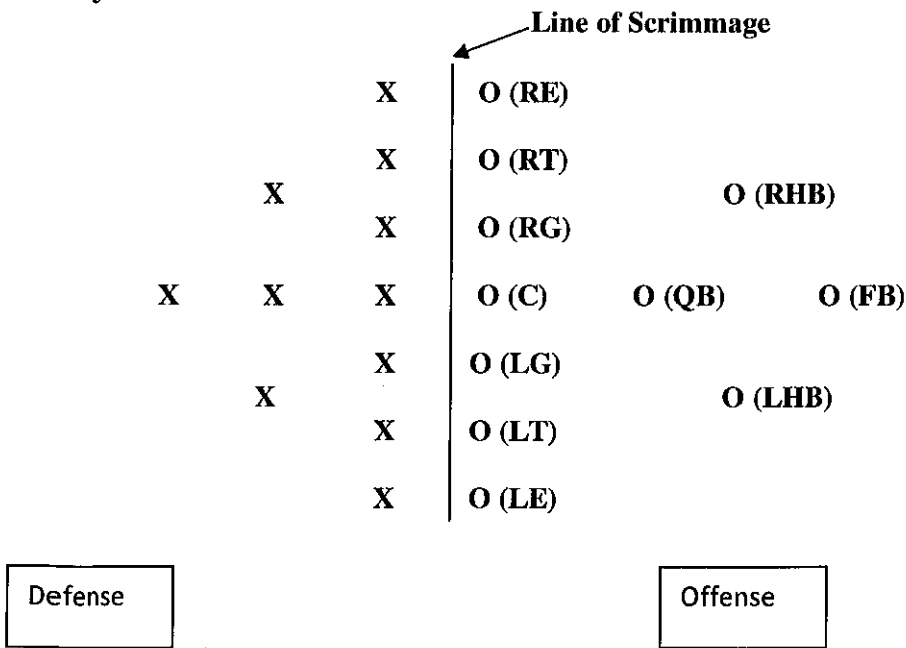 Line of Scrimmage
X O (RE)
X O (RT)
X O (RHB)
X O (RG)
X X X O (C) O (QB) O (FB)
X O (LG)
X O (LHB)
X O (LT)
X O (LE)
Defense Offense